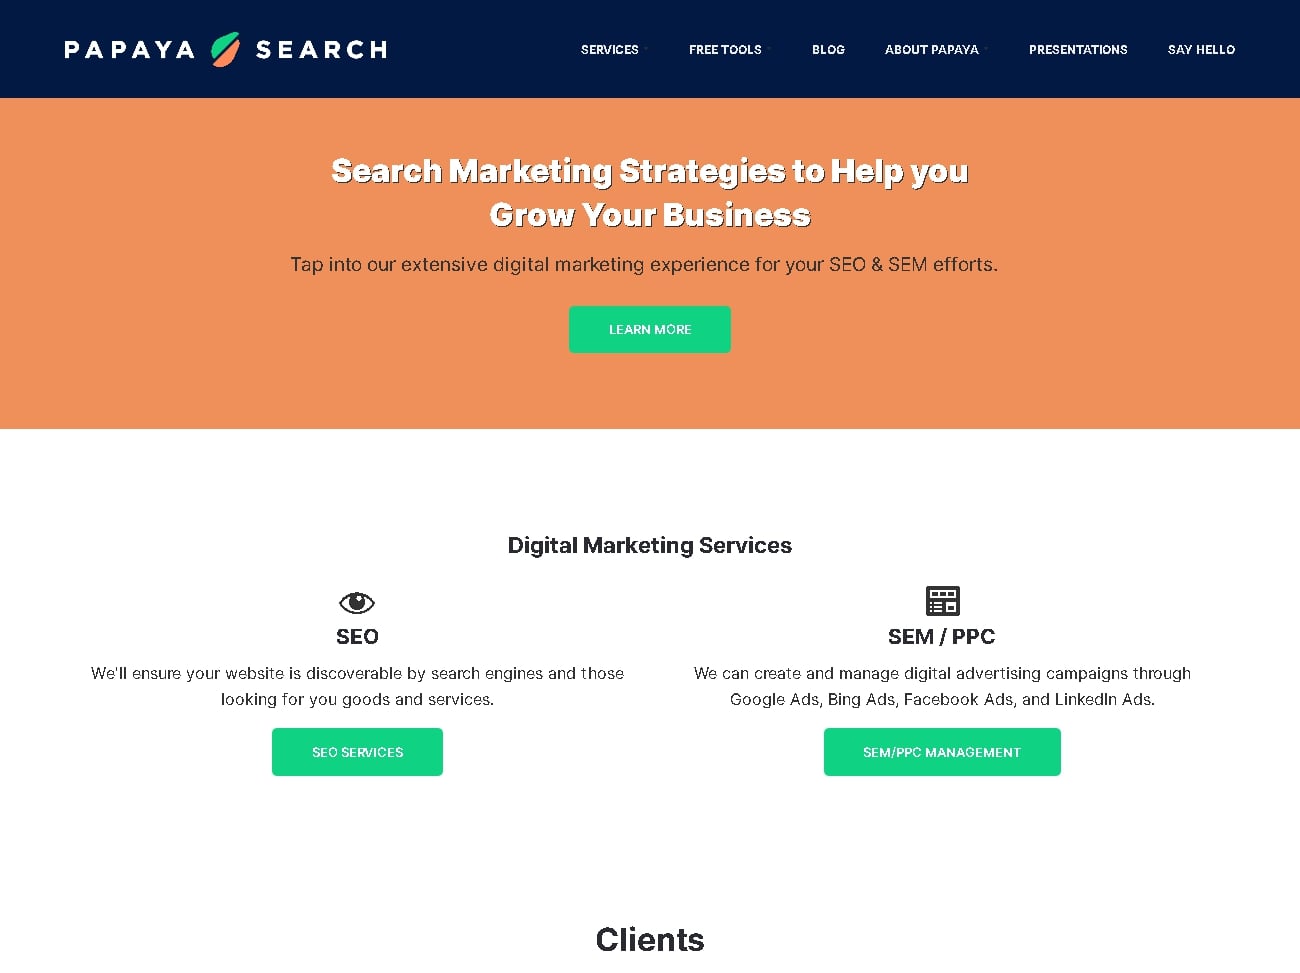 PAPAYA SEARCH
SERVICES
FREE TOOLS
BLOG
ABOUT PAPAYA
PRESENTATIONS
SAY HELLO
Search Marketing Strategies to Help you
Grow Your Business
Tap into our extensive digital marketing experience for your SEO & SEM efforts.
LEARN MORE
Digital Marketing Services
SEO
We'll ensure your website is discoverable by search engines and those
looking for you goods and services.
SEO SERVICES
SEM / PPC
We can create and manage digital advertising campaigns through
Google Ads, Bing Ads, Facebook Ads, and LinkedIn Ads.
SEM/PPC MANAGEMENT
Clients